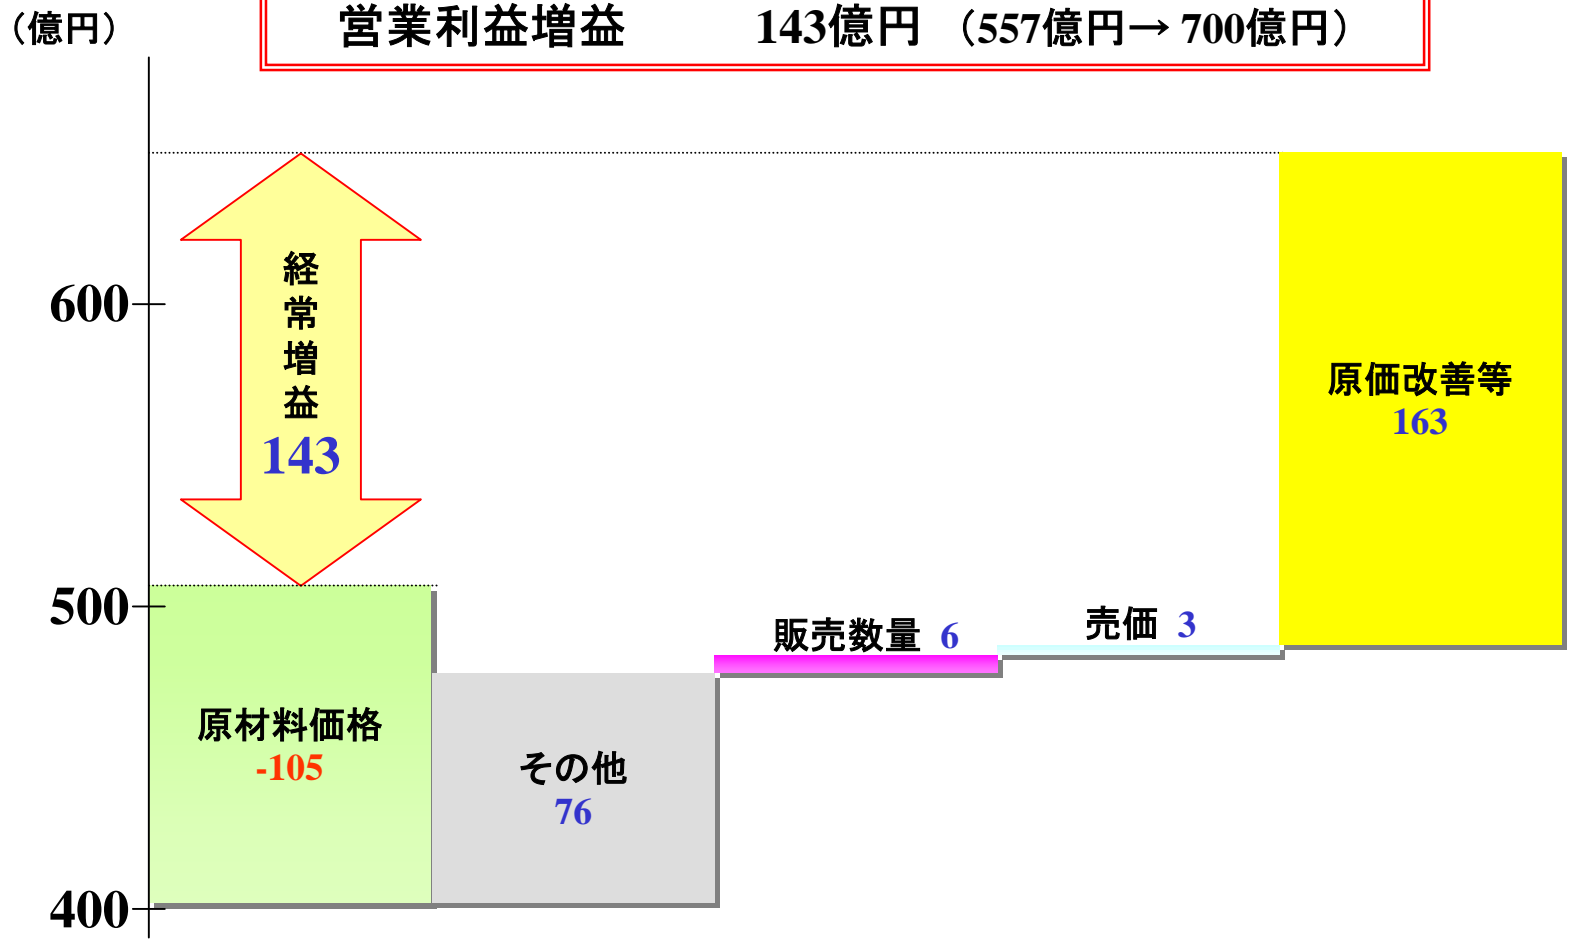 (億円)
営業利益増益 143億円 (557億円→ 700億円)
経常増益
143
600
500
400
原材料価格
-105
その他
76
販売数量 6
売価 3
原価改善等
163